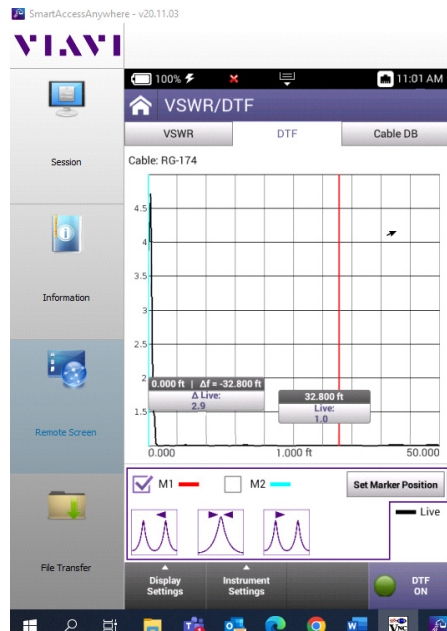 SmartAccessAnywhere - v20.11.03
VIAVI
100% 11:01 AM
VSWR/DTF
VSWR DTF Cable DB
Session
Information
Remote Screen
File Transfer
Cable: RG-174
4.5
4
3.5
3
2.5
2
1.5
0.000 ft | Δf = -32.800 ft
Δ Live:
2.9
32.800 ft
Live:
1.0
0.000 1.000 ft 50.000
M1 M2 Set Marker Position
Live
Display Settings
Instrument Settings
DTF ON
VNC